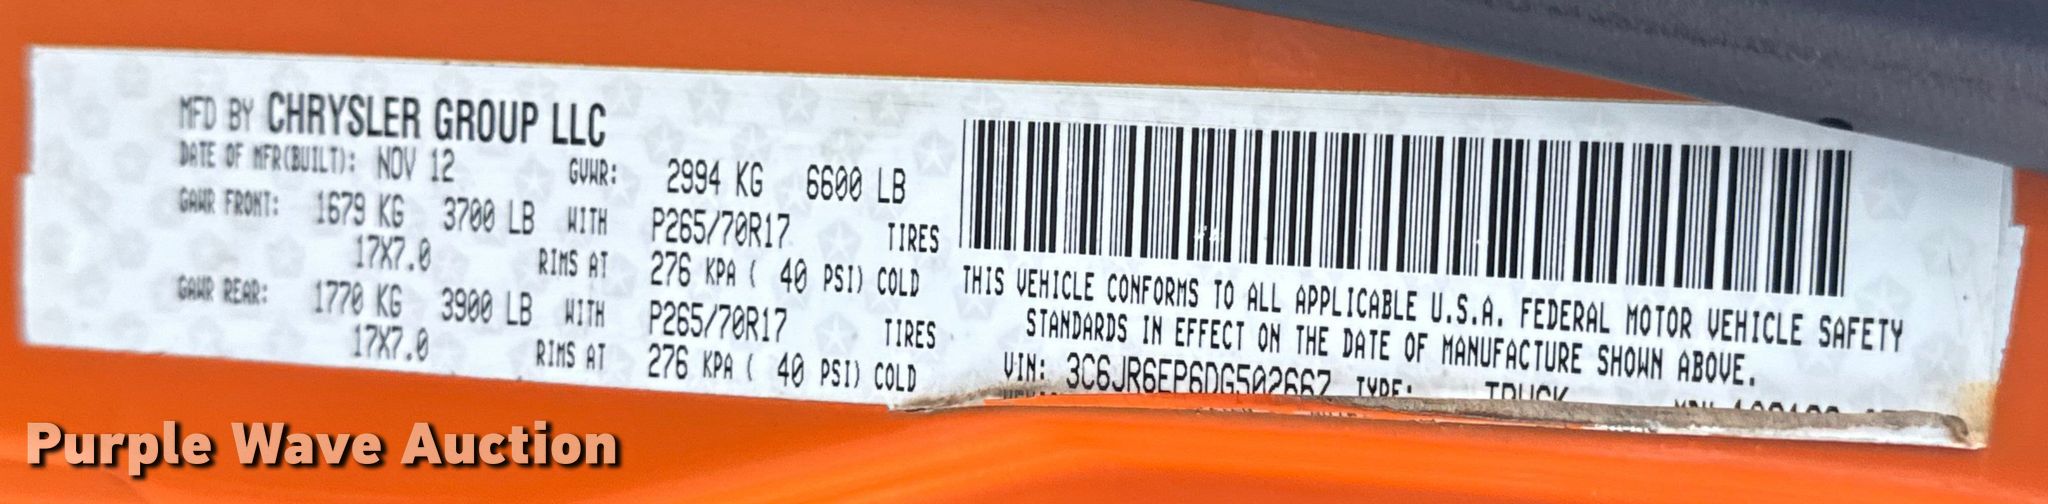 MFD BY CHRYSLER GROUP LLC
DATE OF MFR(BUILT): NOV 12 GVWR: 2994 KG 6600 LB
GAWR FRONT: 1679 KG 3700 LB WITH P265/70R17 TIRES
17X7.0 RIMS AT 276 KPA ( 40 PSI) COLD
GAWR REAR: 1770 KG 3900 LB WITH P265/70R17 TIRES
17X7.0 RIMS AT 276 KPA ( 40 PSI) COLD
THIS VEHICLE CONFORMS TO ALL APPLICABLE U.S.A. FEDERAL MOTOR VEHICLE SAFETY
STANDARDS IN EFFECT ON THE DATE OF MANUFACTURE SHOWN ABOVE.
VIN: 3C6JR6EP6DG502667 TYPE: TRUCK
Purple Wave Auction